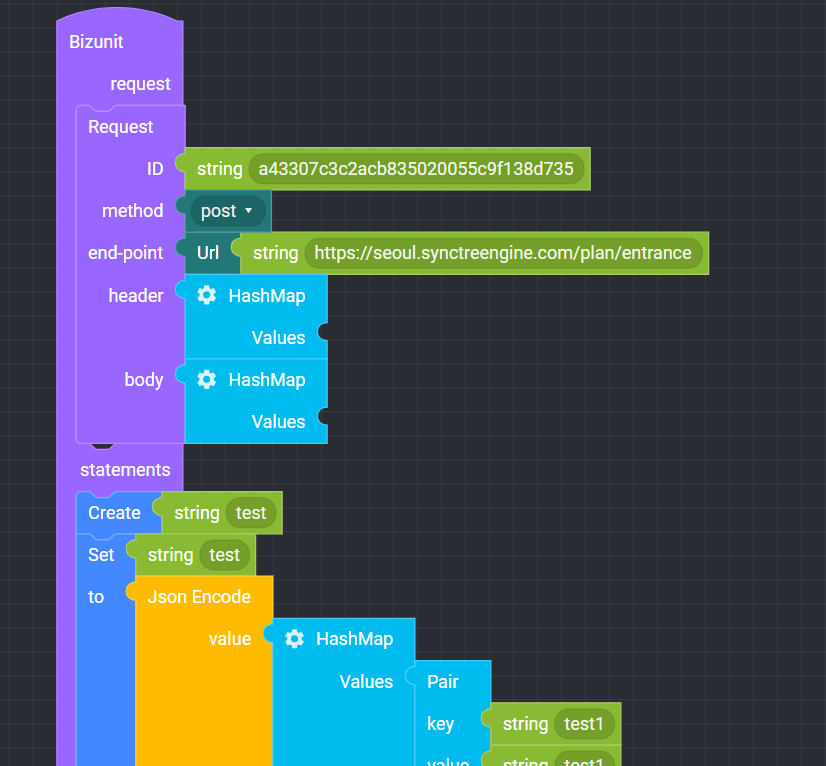 Bizunit
request
Request
ID string a43307c3c2acb835020055c9f138d735
method post
end-point Url string https://seoul.synctreengine.com/plan/entrance
header HashMap
Values
body HashMap
Values
statements
Create string test
Set string test
to Json Encode
value HashMap
Values Pair
key string test1
value string test1